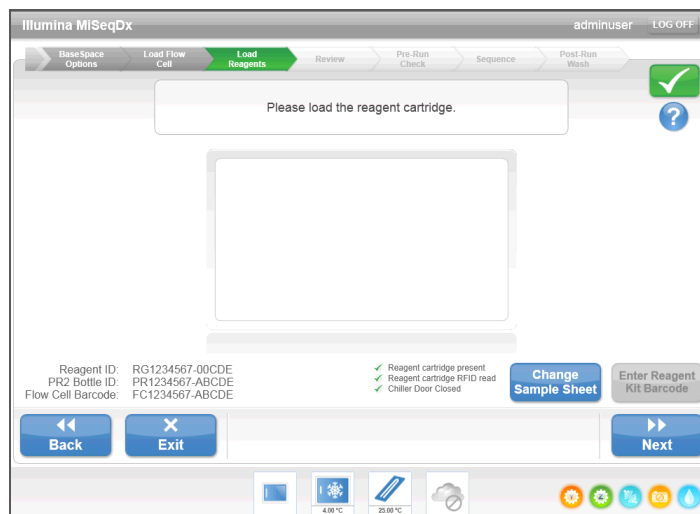 Illumina MiSeqDx
adminuser
LOG OFF
BaseSpace
Options
Load Flow
Cell
Load
Reagents
Review
Pre-Run
Check
Sequence
Post-Run
Wash
Please load the reagent cartridge.
?
Reagent ID: RG1234567-00CDE
PR2 Bottle ID: PR1234567-ABCDE
Flow Cell Barcode: FC1234567-ABCDE
Reagent cartridge present
Reagent cartridge RFID read
Chiller Door Closed
Change
Sample Sheet
Enter Reagent
Kit Barcode
Back
Exit
Next
4.00 °C
25.00 °C